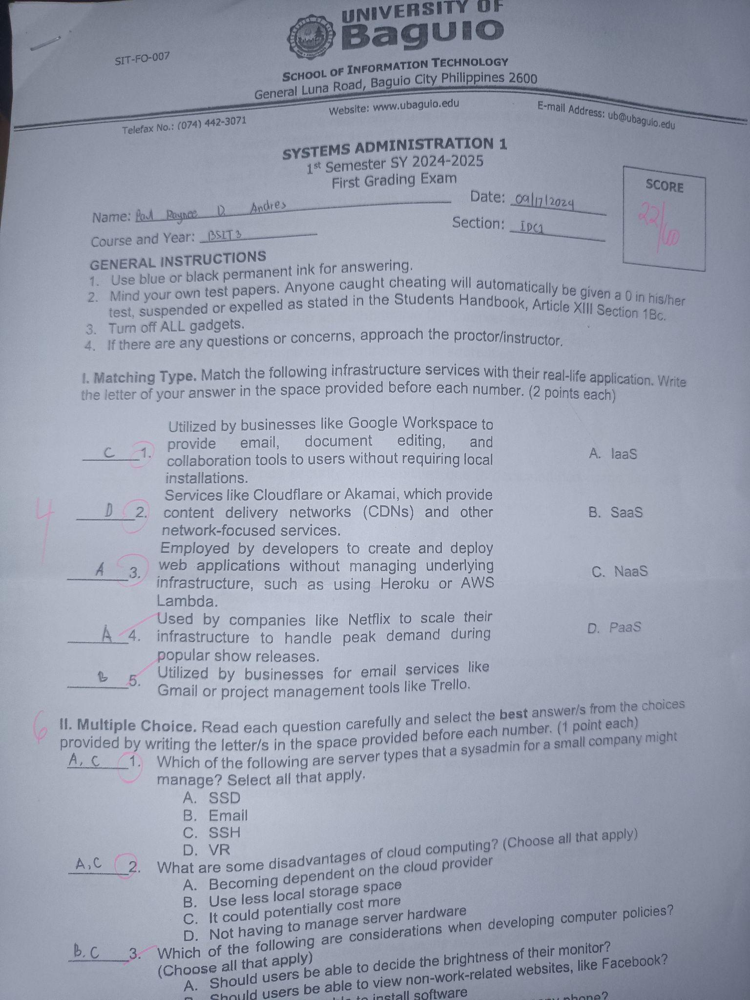 UNIVERSITY OF
Baguio
SIT-FO-007
SCHOOL OF INFORMATION TECHNOLOGY
General Luna Road, Baguio City Philippines 2600
Telefax No.: (074) 442-3071 Website: www.ubaguio.edu E-mail Address: ub@ubaguio.edu
SYSTEMS ADMINISTRATION 1
1st Semester SY 2024-2025
First Grading Exam
SCORE
22/60
Name: Paul Raynee D. Andres Date: 09/17/2024
Course and Year: BSIT 3 Section: IDC1
GENERAL INSTRUCTIONS
1. Use blue or black permanent ink for answering.
2. Mind your own test papers. Anyone caught cheating will automatically be given a 0 in his/her
test, suspended or expelled as stated in the Students Handbook, Article XIII Section 1Bc.
3. Turn off ALL gadgets.
4. If there are any questions or concerns, approach the proctor/instructor.
I. Matching Type. Match the following infrastructure services with their real-life application. Write
the letter of your answer in the space provided before each number. (2 points each)
4
Utilized by businesses like Google Workspace to
C 1. provide email, document editing, and
collaboration tools to users without requiring local
installations.
A. IaaS
Services like Cloudflare or Akamai, which provide
D 2. content delivery networks (CDNs) and other
network-focused services.
B. SaaS
Employed by developers to create and deploy
A 3. web applications without managing underlying
infrastructure, such as using Heroku or AWS
Lambda.
C. NaaS
Used by companies like Netflix to scale their
A 4. infrastructure to handle peak demand during
popular show releases.
D. PaaS
B 5. Utilized by businesses for email services like
Gmail or project management tools like Trello.
6
II. Multiple Choice. Read each question carefully and select the best answer/s from the choices
provided by writing the letter/s in the space provided before each number. (1 point each)
A, C 1. Which of the following are server types that a sysadmin for a small company might
manage? Select all that apply.
A. SSD
B. Email
C. SSH
D. VR
A, C 2. What are some disadvantages of cloud computing? (Choose all that apply)
A. Becoming dependent on the cloud provider
B. Use less local storage space
C. It could potentially cost more
D. Not having to manage server hardware
B. C 3. Which of the following are considerations when developing computer policies?
(Choose all that apply)
A. Should users be able to decide the brightness of their monitor?
Should users be able to view non-work-related websites, like Facebook?
to install software
phone?